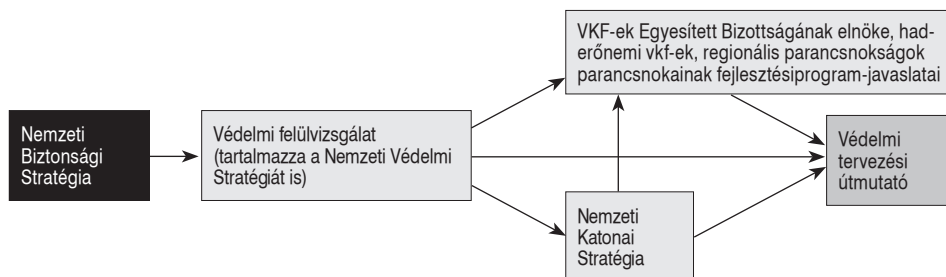 Nemzeti
Biztonsági
Stratégia
Védelmi felülvizsgálat
(tartalmazza a Nemzeti Védelmi
Stratégiát is)
VKF-ek Egyesített Bizottságának elnöke, had-
erőnemi vkf-ek, regionális parancsnokságok
parancsnokainak fejlesztésiprogram-javaslatai
Nemzeti
Katonai
Stratégia
Védelmi
tervezési
útmutató